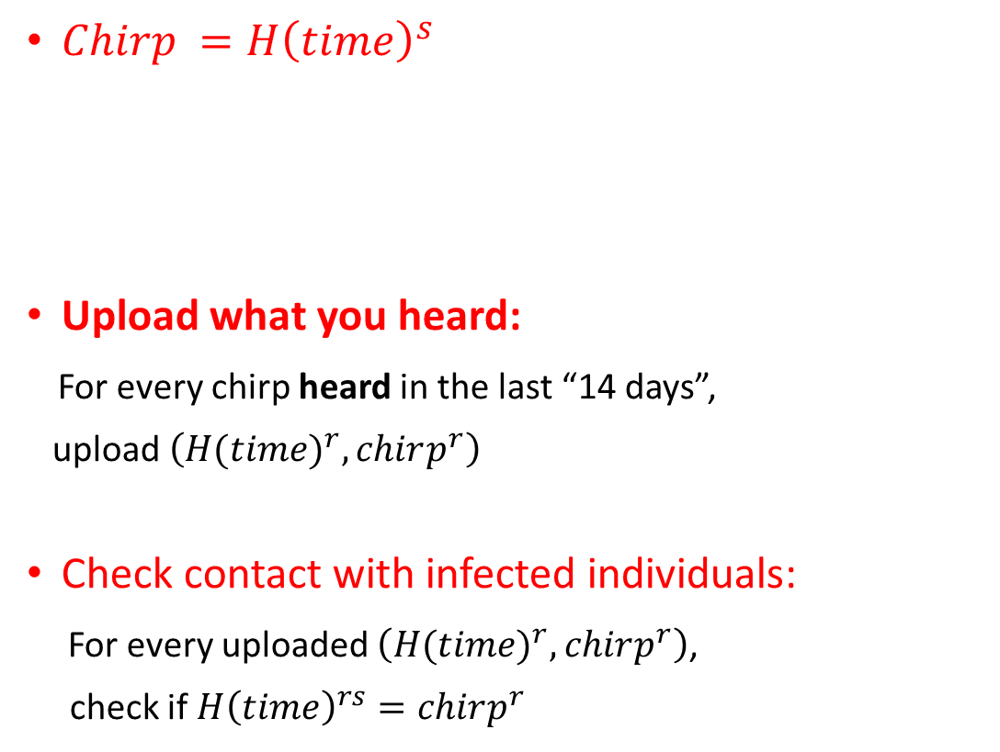 • Chirp = H(time)^s
• Upload what you heard:
For every chirp heard in the last “14 days”,
upload (H(time)^r, chirp^r)
• Check contact with infected individuals:
For every uploaded (H(time)^r, chirp^r),
check if H(time)^rs = chirp^r